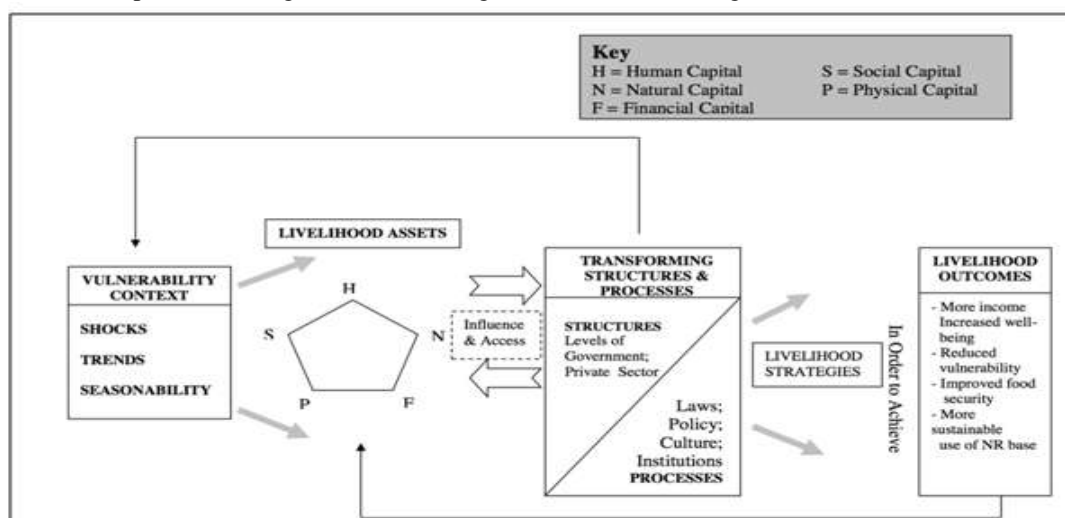 Key
H = Human Capital S = Social Capital
N = Natural Capital P = Physical Capital
F = Financial Capital
LIVELIHOOD ASSETS
VULNERABILITY
CONTEXT
SHOCKS
TRENDS
SEASONABILITY
H
S
N
P
F
Influence
& Access
TRANSFORMING
STRUCTURES &
PROCESSES
STRUCTURES
Levels of
Government;
Private Sector
Laws;
Policy;
Culture;
Institutions
PROCESSES
LIVELIHOOD
STRATEGIES
In Order to Achieve
LIVELIHOOD
OUTCOMES
- More income
Increased well-
being
- Reduced
vulnerability
- Improved food
security
- More
sustainable
use of NR base